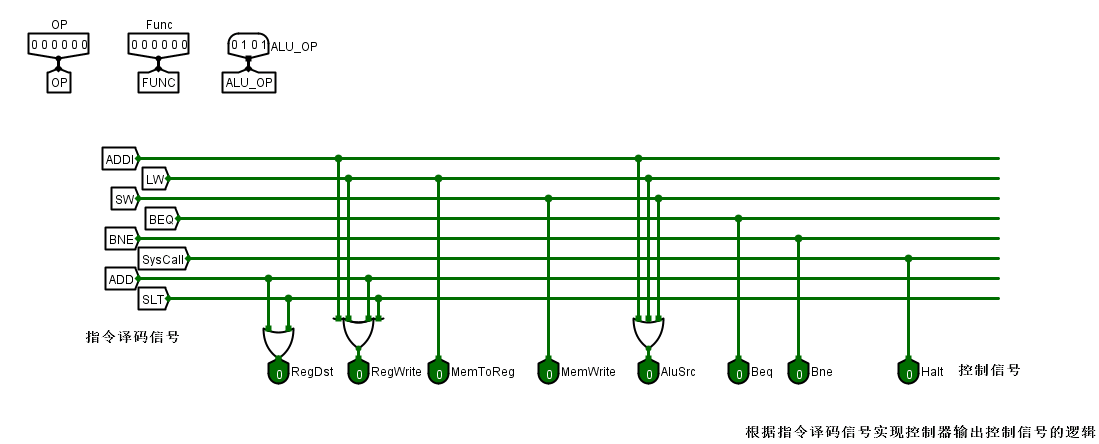 OP Func
000000 000000 0101 ALU_OP
OP FUNC ALU_OP
ADDI
LW
SW
BEQ
BNE
SysCall
ADD
SLT
指令译码信号
0 RegDst 0 RegWrite 0 MemToReg 0 MemWrite 0 AluSrc 0 Beq 0 Bne 0 Halt 控制信号
根据指令译码信号实现控制器输出控制信号的逻辑